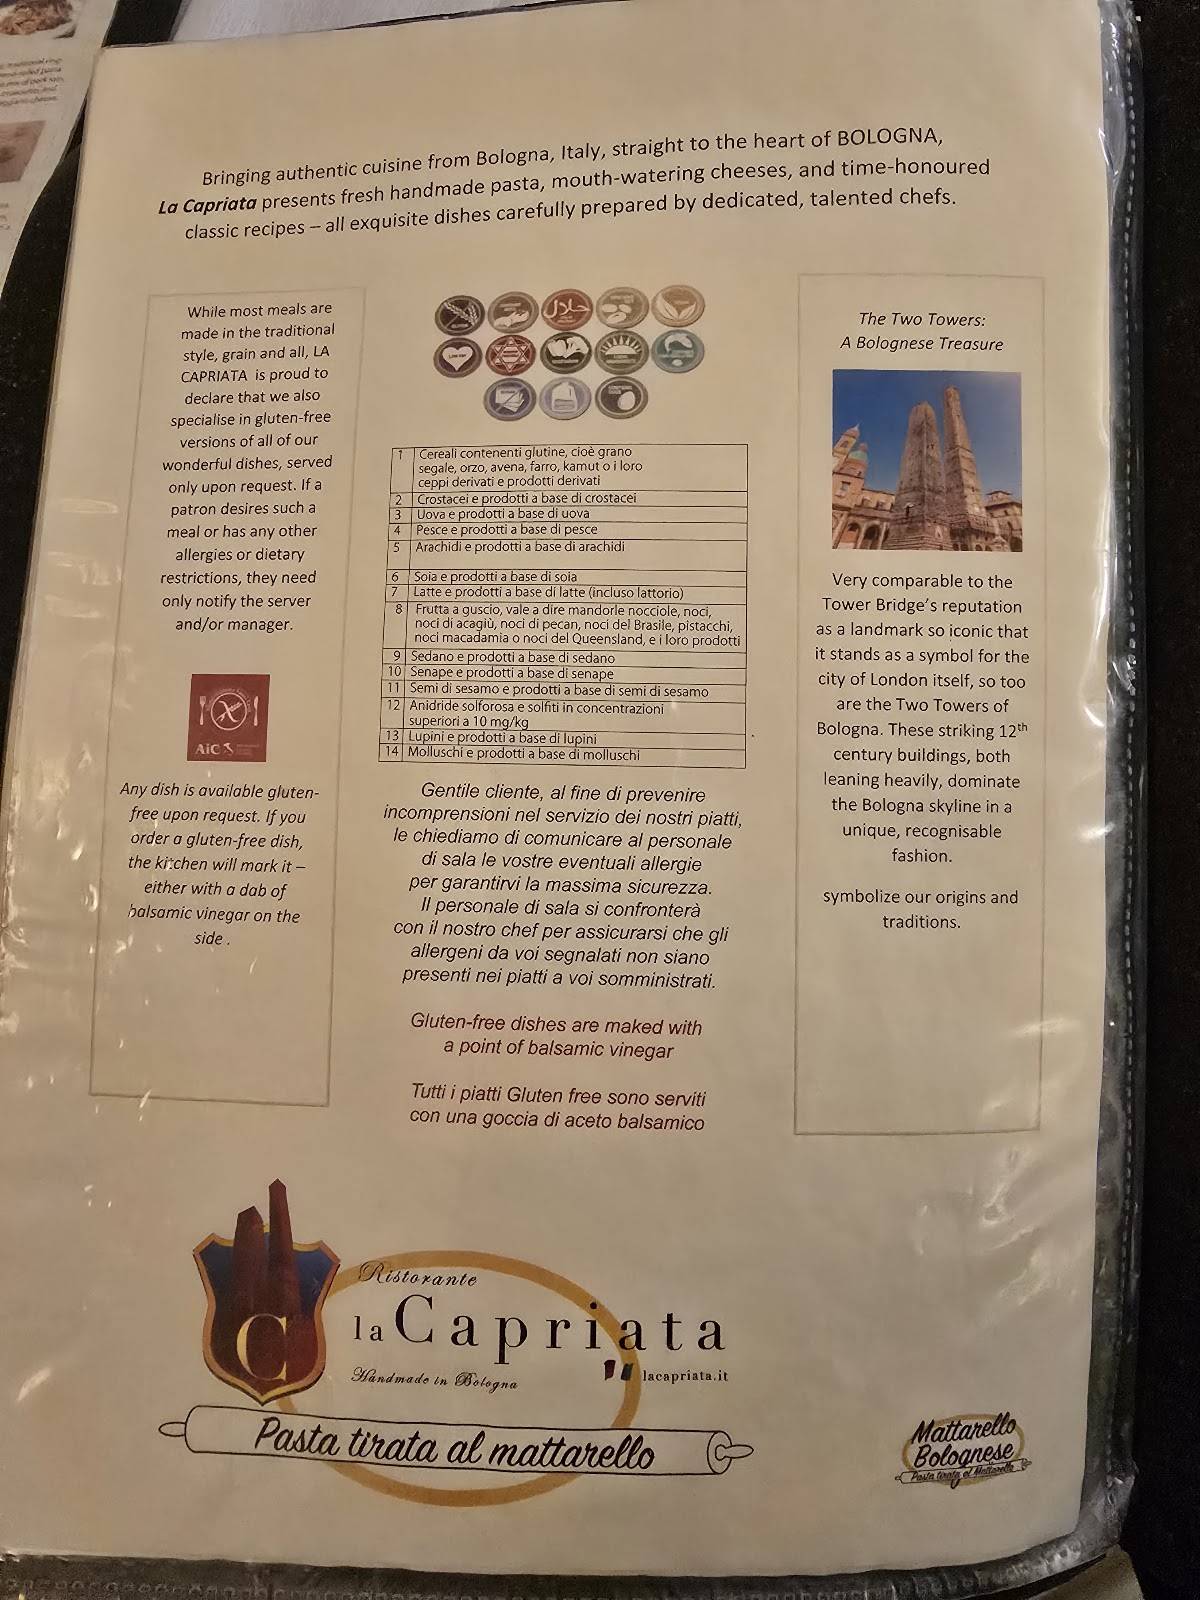 Bringing authentic cuisine from Bologna, Italy, straight to the heart of BOLOGNA,
La Capriata presents fresh handmade pasta, mouth-watering cheeses, and time-honoured
classic recipes – all exquisite dishes carefully prepared by dedicated, talented chefs.
While most meals are
made in the traditional
style, grain and all, LA
CAPRIATA is proud to
declare that we also
specialise in gluten-free
versions of all of our
wonderful dishes, served
only upon request. If a
patron desires such a
meal or has any other
allergies or dietary
restrictions, they need
only notify the server
and/or manager.
AiC
Any dish is available gluten-
free upon request. If you
order a gluten-free dish,
the kitchen will mark it –
either with a dab of
balsamic vinegar on the
side .
حلال
1 Cereali contenenti glutine, cioè grano
segale, orzo, avena, farro, kamut o i loro
ceppi derivati e prodotti derivati
2 Crostacei e prodotti a base di crostacei
3 Uova e prodotti a base di uova
4 Pesce e prodotti a base di pesce
5 Arachidi e prodotti a base di arachidi
6 Soia e prodotti a base di soia
7 Latte e prodotti a base di latte (incluso lattorio)
8 Frutta a guscio, vale a dire mandorle nocciole, noci,
noci di acagiù, noci di pecan, noci del Brasile, pistacchi,
noci macadamia o noci del Queensland, e i loro prodotti
9 Sedano e prodotti a base di sedano
10 Senape e prodotti a base di senape
11 Semi di sesamo e prodotti a base di semi di sesamo
12 Anidride solforosa e solfiti in concentrazioni
superiori a 10 mg/kg
13 Lupini e prodotti a base di lupini
14 Molluschi e prodotti a base di molluschi
Gentile cliente, al fine di prevenire
incomprensioni nel servizio dei nostri piatti,
le chiediamo di comunicare al personale
di sala le vostre eventuali allergie
per garantirvi la massima sicurezza.
Il personale di sala si confronterà
con il nostro chef per assicurarsi che gli
allergeni da voi segnalati non siano
presenti nei piatti a voi somministrati.
Gluten-free dishes are maked with
a point of balsamic vinegar
Tutti i piatti Gluten free sono serviti
con una goccia di aceto balsamico
The Two Towers:
A Bolognese Treasure
Very comparable to the
Tower Bridge's reputation
as a landmark so iconic that
it stands as a symbol for the
city of London itself, so too
are the Two Towers of
Bologna. These striking 12th
century buildings, both
leaning heavily, dominate
the Bologna skyline in a
unique, recognisable
fashion.
symbolize our origins and
traditions.
C
Ristorante
la Capriata
Handmade in Bologna
lacapriata.it
Pasta tirata al mattarello
Mattarello
Bolognese
Pasta tirata al Mattarello